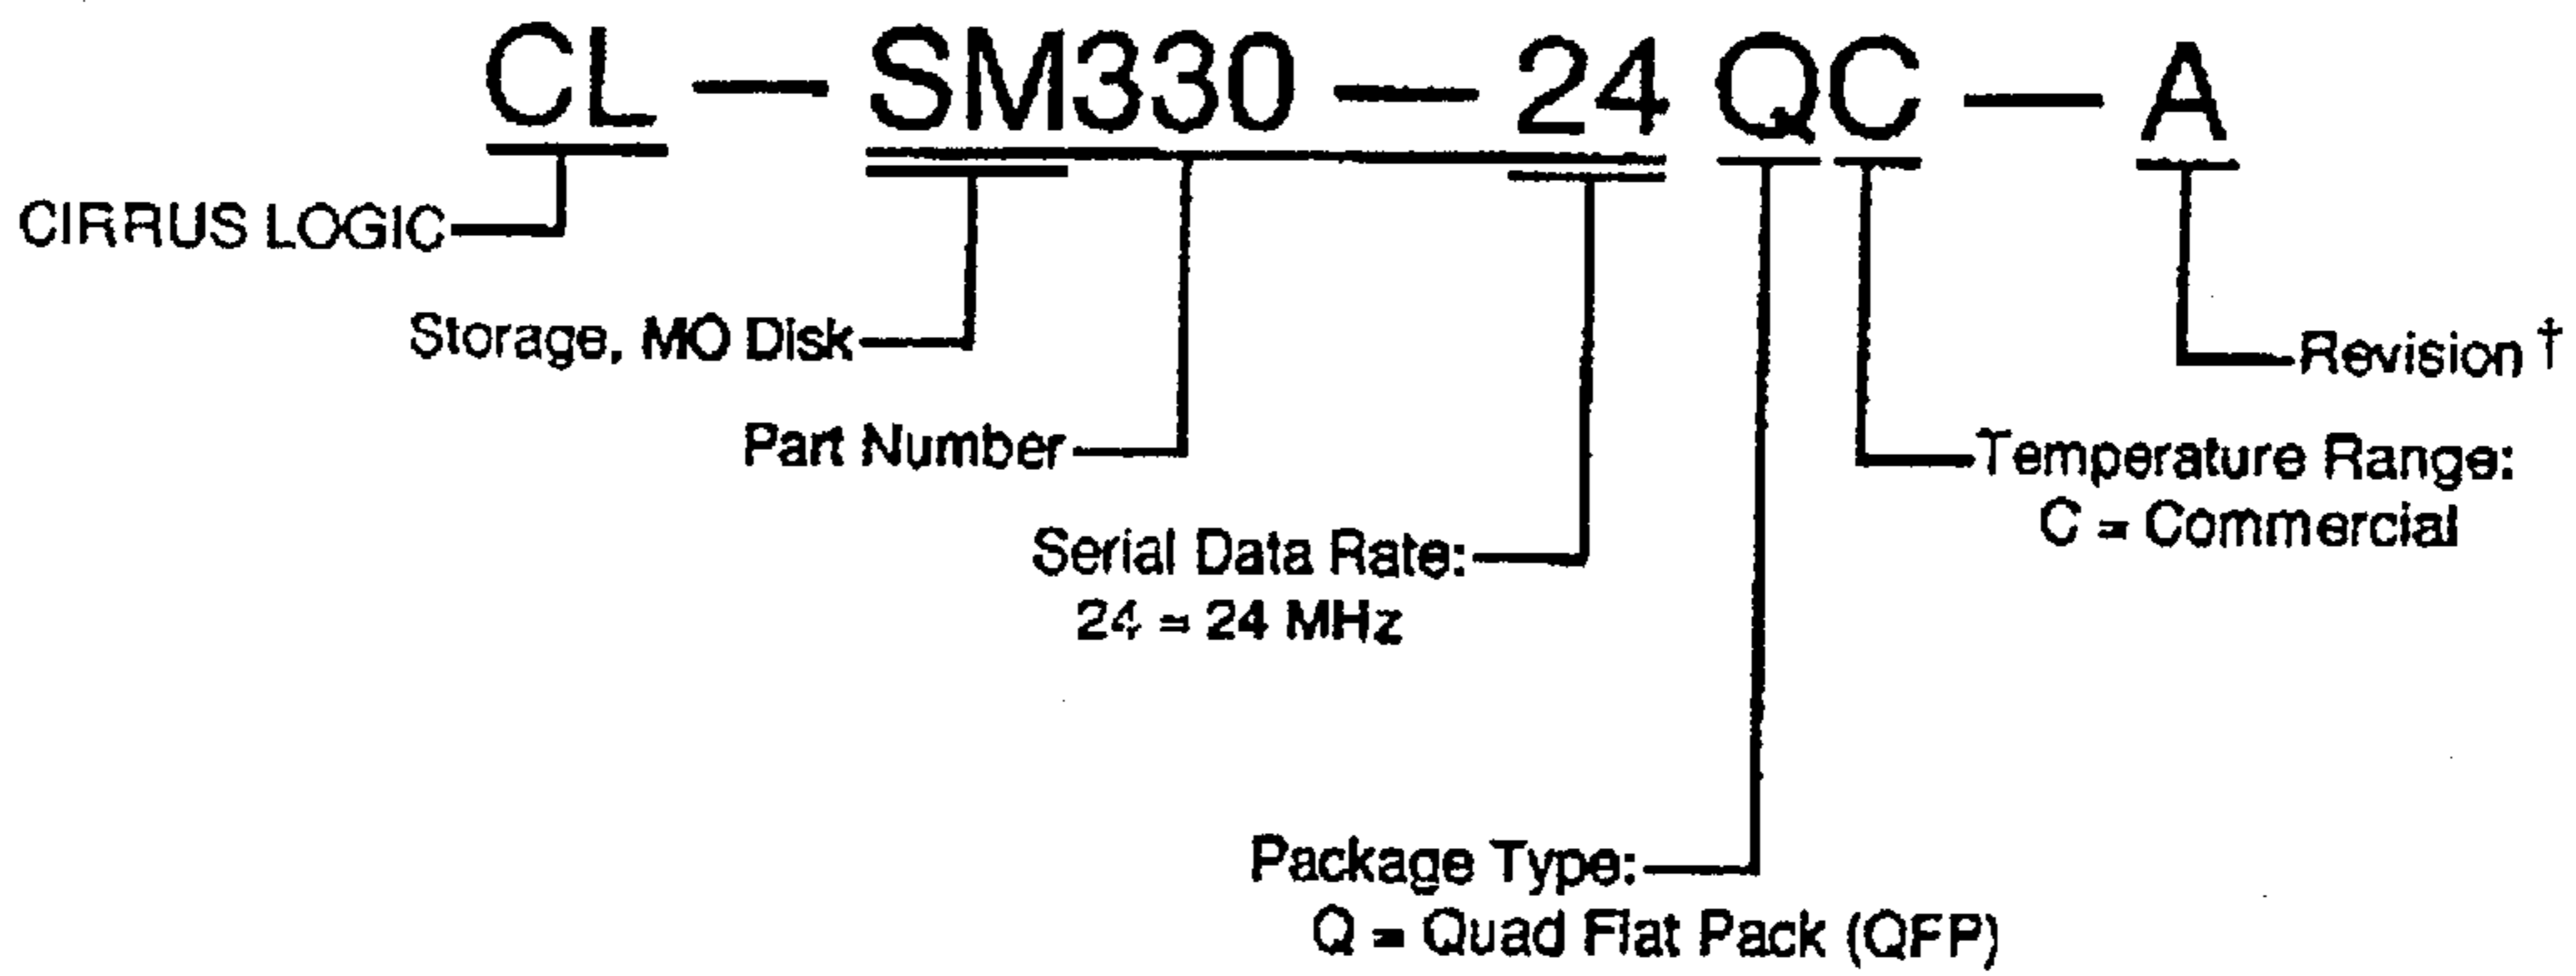 CL — SM330 — 24 QC — A
CIRRUS LOGIC
Storage, MO Disk
Revision †
Part Number
Temperature Range:
C = Commercial
Serial Data Rate:
24 = 24 MHz
Package Type:
Q = Quad Flat Pack (QFP)